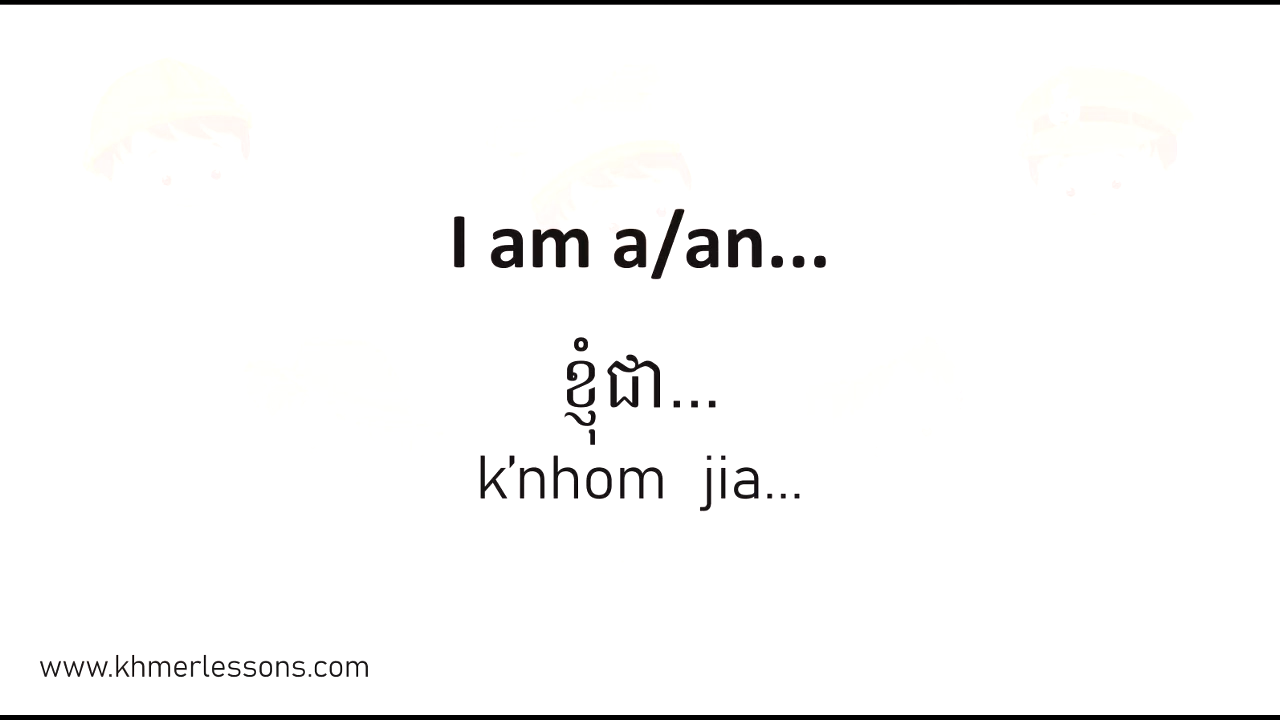 I am a/an...
ខ្ញុំជា...
k'nhom jia...
www.khmerlessons.com